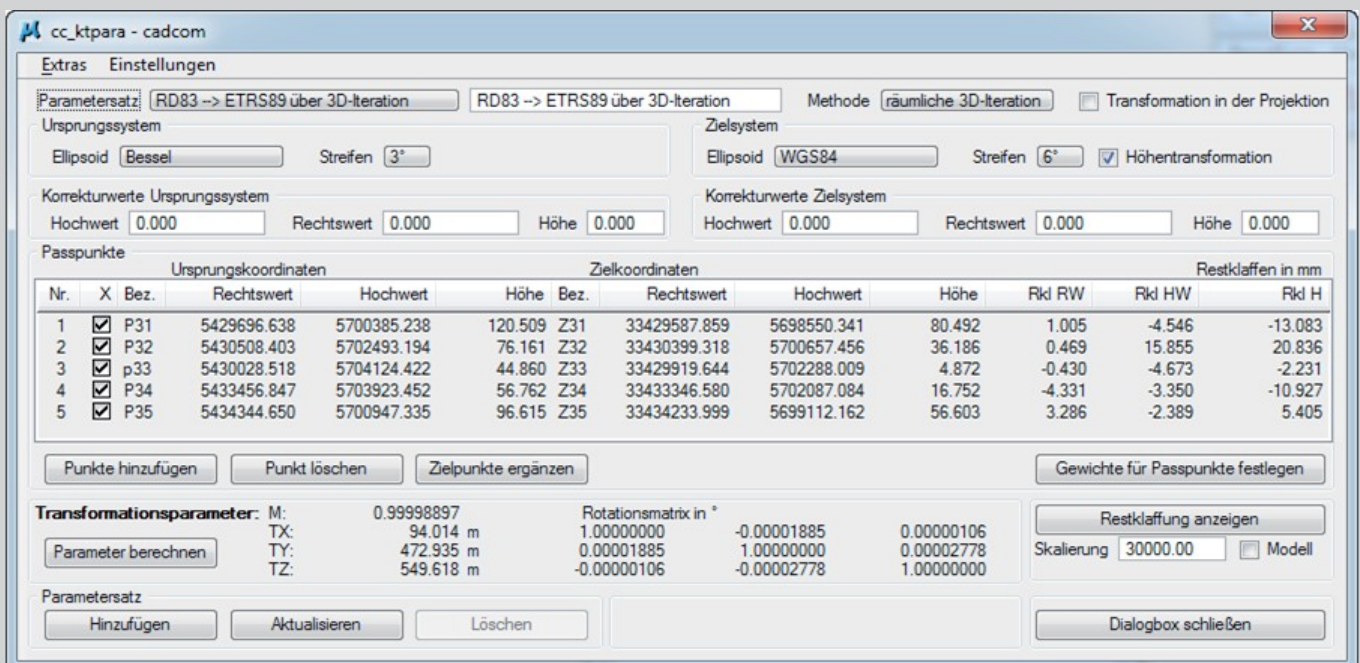 cc_ktpara - cadcom
Extras Einstellungen
Parametersatz RD83 --> ETRS89 über 3D-Iteration RD83 --> ETRS89 über 3D-Iteration Methode räumliche 3D-Iteration Transformation in der Projektion
Ursprungssystem Zielsystem
Ellipsoid Bessel Streifen 3° Ellipsoid WGS84 Streifen 6° Höhentransformation
Korrekturwerte Ursprungssystem Korrekturwerte Zielsystem
Hochwert 0.000 Rechtswert 0.000 Höhe 0.000 Hochwert 0.000 Rechtswert 0.000 Höhe 0.000
Passpunkte
Ursprungskoordinaten Zielkoordinaten Restklaffen in mm
Nr. X Bez. Rechtswert Hochwert Höhe Bez. Rechtswert Hochwert Höhe Rkl RW Rkl HW Rkl H
1 P31 5429696.638 5700385.238 120.509 Z31 33429587.859 5698550.341 80.492 1.005 -4.546 -13.083
2 P32 5430508.403 5702493.194 76.161 Z32 33430399.318 5700657.456 36.186 0.469 15.855 20.836
3 p33 5430028.518 5704124.422 44.860 Z33 33429919.644 5702288.009 4.872 -0.430 -4.673 -2.231
4 P34 5433456.847 5703923.452 56.762 Z34 33433346.580 5702087.084 16.752 -4.331 -3.350 -10.927
5 P35 5434344.650 5700947.335 96.615 Z35 33434233.999 5699112.162 56.603 3.286 -2.389 5.405
Punkte hinzufügen Punkt löschen Zielpunkte ergänzen Gewichte für Passpunkte festlegen
Transformationsparameter: M: 0.99998897 Rotationsmatrix in ° Restklaffung anzeigen
TX: 94.014 m 1.00000000 -0.00001885 0.00000106
Parameter berechnen TY: 472.935 m 0.00001885 1.00000000 0.00002778 Skalierung 30000.00 Modell
TZ: 549.618 m -0.00000106 -0.00002778 1.00000000
Parametersatz
Hinzufügen Aktualisieren Löschen Dialogbox schließen